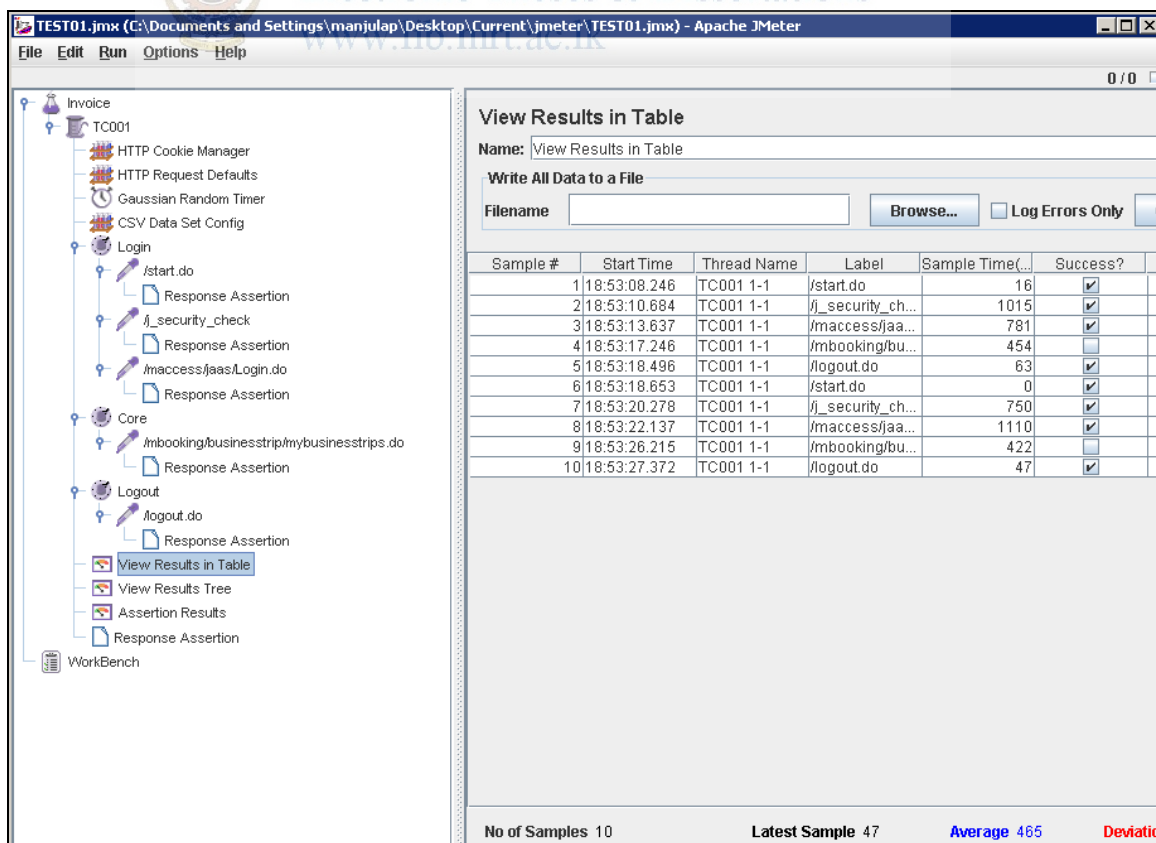 TEST01.jmx (C:\Documents and Settings\manjulap\Desktop\Current\jmeter\TEST01.jmx) - Apache JMeter
www.lib.mrt.ac.lk
File Edit Run Options Help
0 / 0
Invoice
TC001
HTTP Cookie Manager
HTTP Request Defaults
Gaussian Random Timer
CSV Data Set Config
Login
/start.do
Response Assertion
/j_security_check
Response Assertion
/maccess/jaas/Login.do
Response Assertion
Core
/mbooking/businesstrip/mybusinesstrips.do
Response Assertion
Logout
/logout.do
Response Assertion
View Results in Table
View Results Tree
Assertion Results
Response Assertion
WorkBench
View Results in Table
Name: View Results in Table
Write All Data to a File
Filename Browse... Log Errors Only
Sample # Start Time Thread Name Label Sample Time(... Success?
1 18:53:08.246 TC001 1-1 /start.do 16
2 18:53:10.684 TC001 1-1 /j_security_ch... 1015
3 18:53:13.637 TC001 1-1 /maccess/jaa... 781
4 18:53:17.246 TC001 1-1 /mbooking/bu... 454
5 18:53:18.496 TC001 1-1 /logout.do 63
6 18:53:18.653 TC001 1-1 /start.do 0
7 18:53:20.278 TC001 1-1 /j_security_ch... 750
8 18:53:22.137 TC001 1-1 /maccess/jaa... 1110
9 18:53:26.215 TC001 1-1 /mbooking/bu... 422
10 18:53:27.372 TC001 1-1 /logout.do 47
No of Samples 10 Latest Sample 47 Average 465 Deviatio